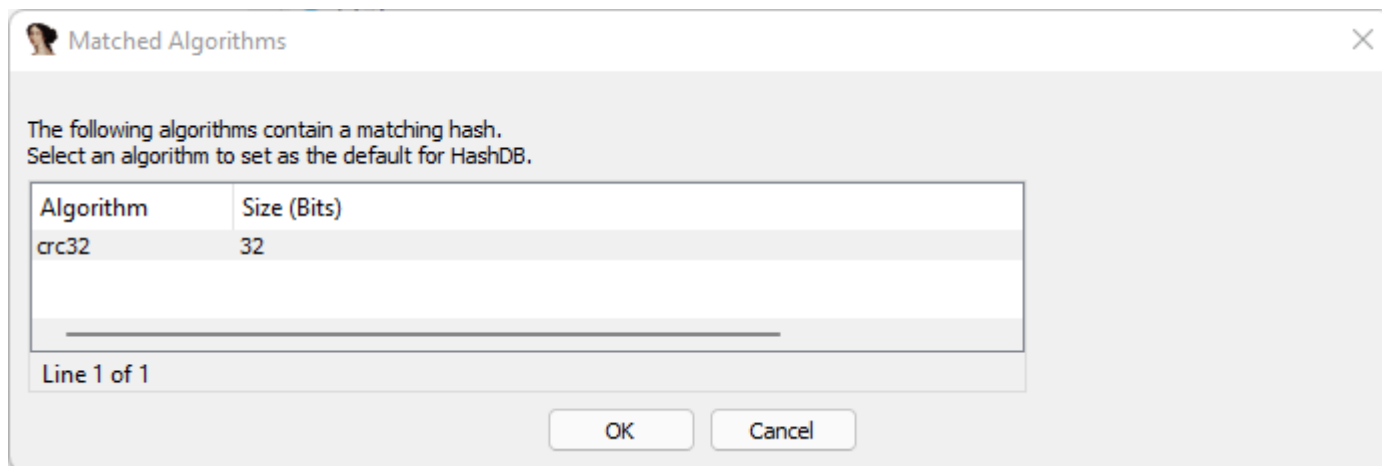 Matched Algorithms
The following algorithms contain a matching hash.
Select an algorithm to set as the default for HashDB.
Algorithm Size (Bits)
crc32 32
Line 1 of 1
OK Cancel